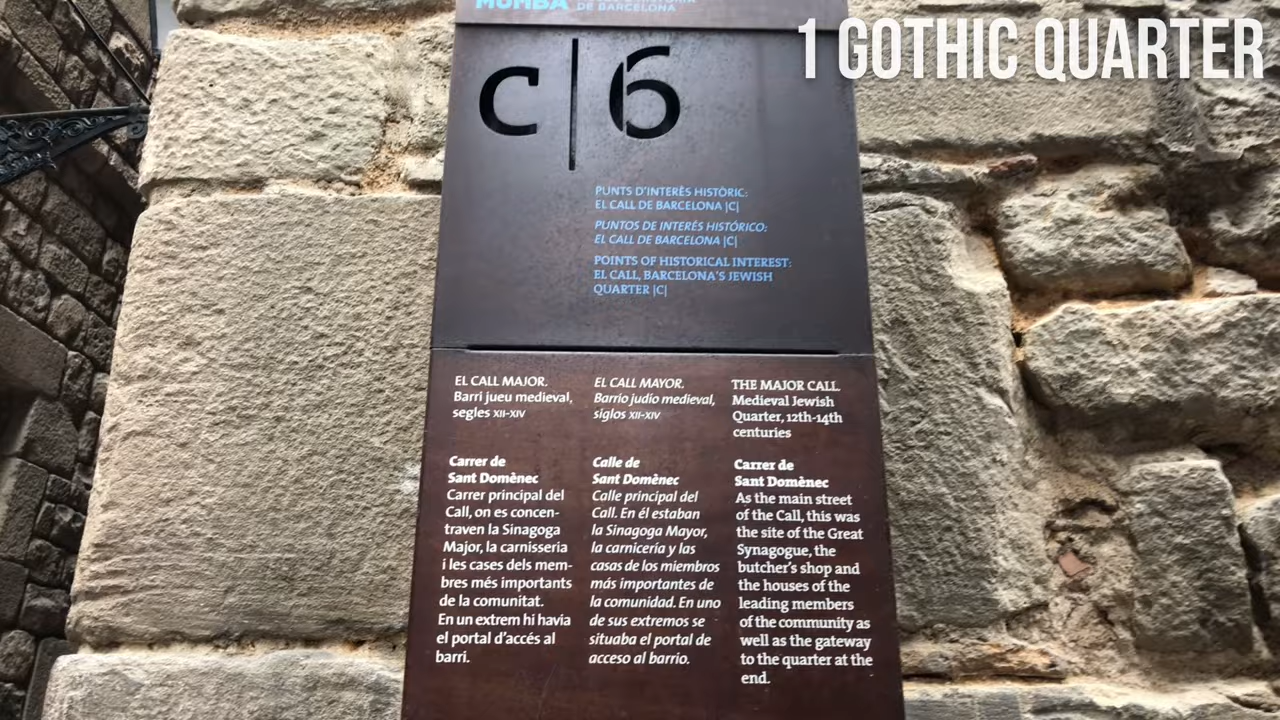 MUHBA
DE BARCELONA
1 GOTHIC QUARTER
c|6
PUNTS D'INTERÈS HISTÒRIC:
EL CALL DE BARCELONA |C|
PUNTOS DE INTERÉS HISTÓRICO:
EL CALL DE BARCELONA |C|
POINTS OF HISTORICAL INTEREST:
EL CALL, BARCELONA'S JEWISH
QUARTER |C|
EL CALL MAJOR.
Barri jueu medieval,
segles XII-XIV
Carrer de
Sant Domènec
Carrer principal del
Call, on es concen-
traven la Sinagoga
Major, la carnisseria
i les cases dels mem-
bres més importants
de la comunitat.
En un extrem hi havia
el portal d'accés al
barri.
EL CALL MAYOR.
Barrio judío medieval,
siglos XII-XIV
Calle de
Sant Domènec
Calle principal del
Call. En él estaban
la Sinagoga Mayor,
la carnicería y las
casas de los miembros
más importantes de
la comunidad. En uno
de sus extremos se
situaba el portal de
acceso al barrio.
THE MAJOR CALL.
Medieval Jewish
Quarter, 12th-14th
centuries
Carrer de
Sant Domènec
As the main street
of the Call, this was
the site of the Great
Synagogue, the
butcher's shop and
the houses of the
leading members
of the community as
well as the gateway
to the quarter at the
end.